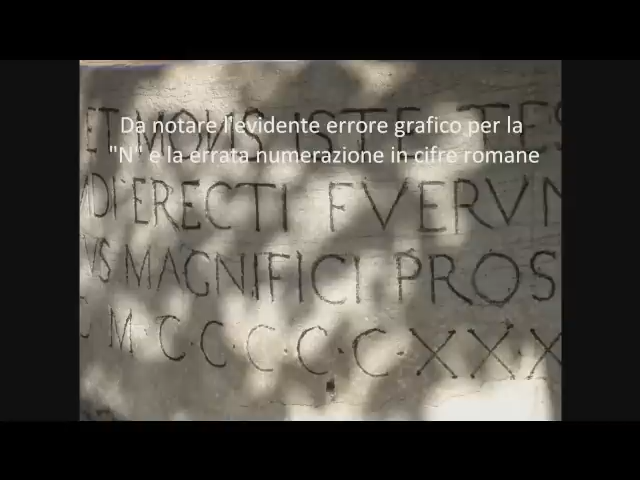 Da notare l'evidente errore grafico per la
"N" e la errata numerazione in cifre romane
ET MOИS ISTE TES
DI ERECTI FVERVN
VS MAGNIFICI PROS
M·C·C·C·C·C·XXX